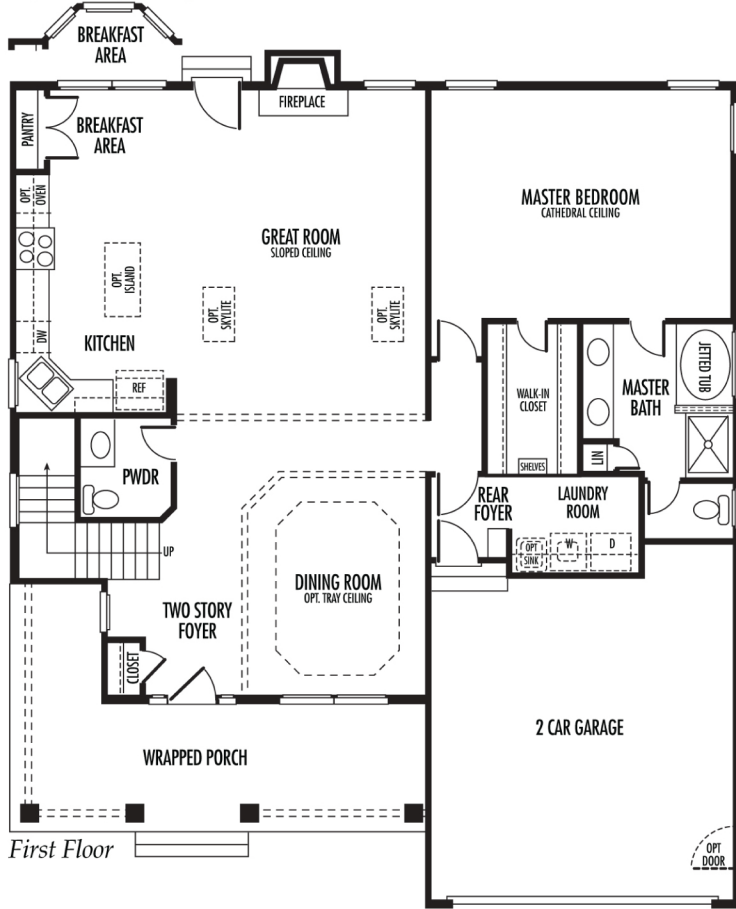 BREAKFAST
AREA
FIREPLACE
PANTRY
BREAKFAST
AREA
MASTER BEDROOM
CATHEDRAL CEILING
OPT.
OVEN
GREAT ROOM
SLOPED CEILING
OPT.
ISLAND
OPT.
SKYLITE
OPT.
SKYLITE
DW
KITCHEN
JETTED TUB
REF
WALK-IN
CLOSET
MASTER
BATH
LIN
SHELVES
PWDR
REAR
FOYER
LAUNDRY
ROOM
UP
OPT
SINK
W
D
DINING ROOM
OPT. TRAY CEILING
TWO STORY
FOYER
CLOSET
2 CAR GARAGE
WRAPPED PORCH
First Floor
OPT
DOOR